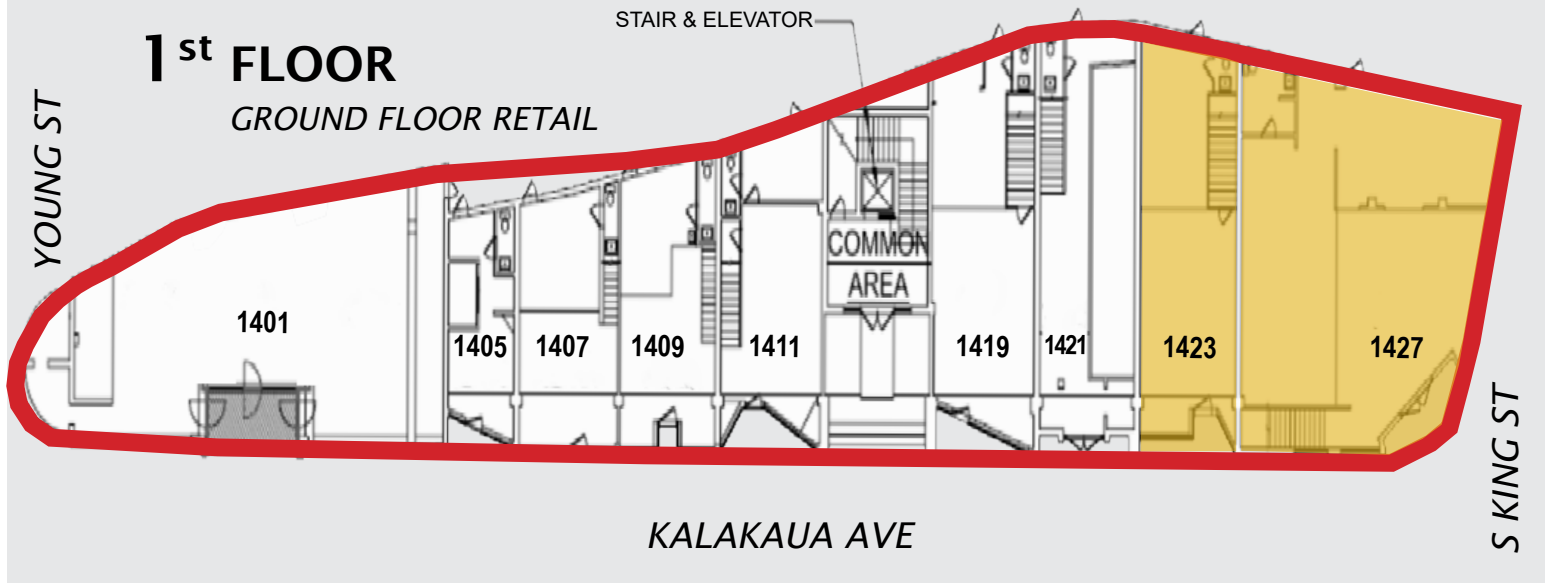 STAIR & ELEVATOR
1st FLOOR
GROUND FLOOR RETAIL
YOUNG ST
COMMON
AREA
1401
1405
1407
1409
1411
1419
1421
1423
1427
S KING ST
KALAKAUA AVE